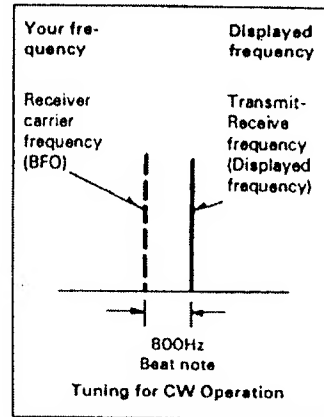 Your fre-
quency
Displayed
frequency
Receiver
carrier
frequency
(BFO)
Transmit-
Receive
frequency
(Displayed
frequency)
800Hz
Beat note
Tuning for CW Operation